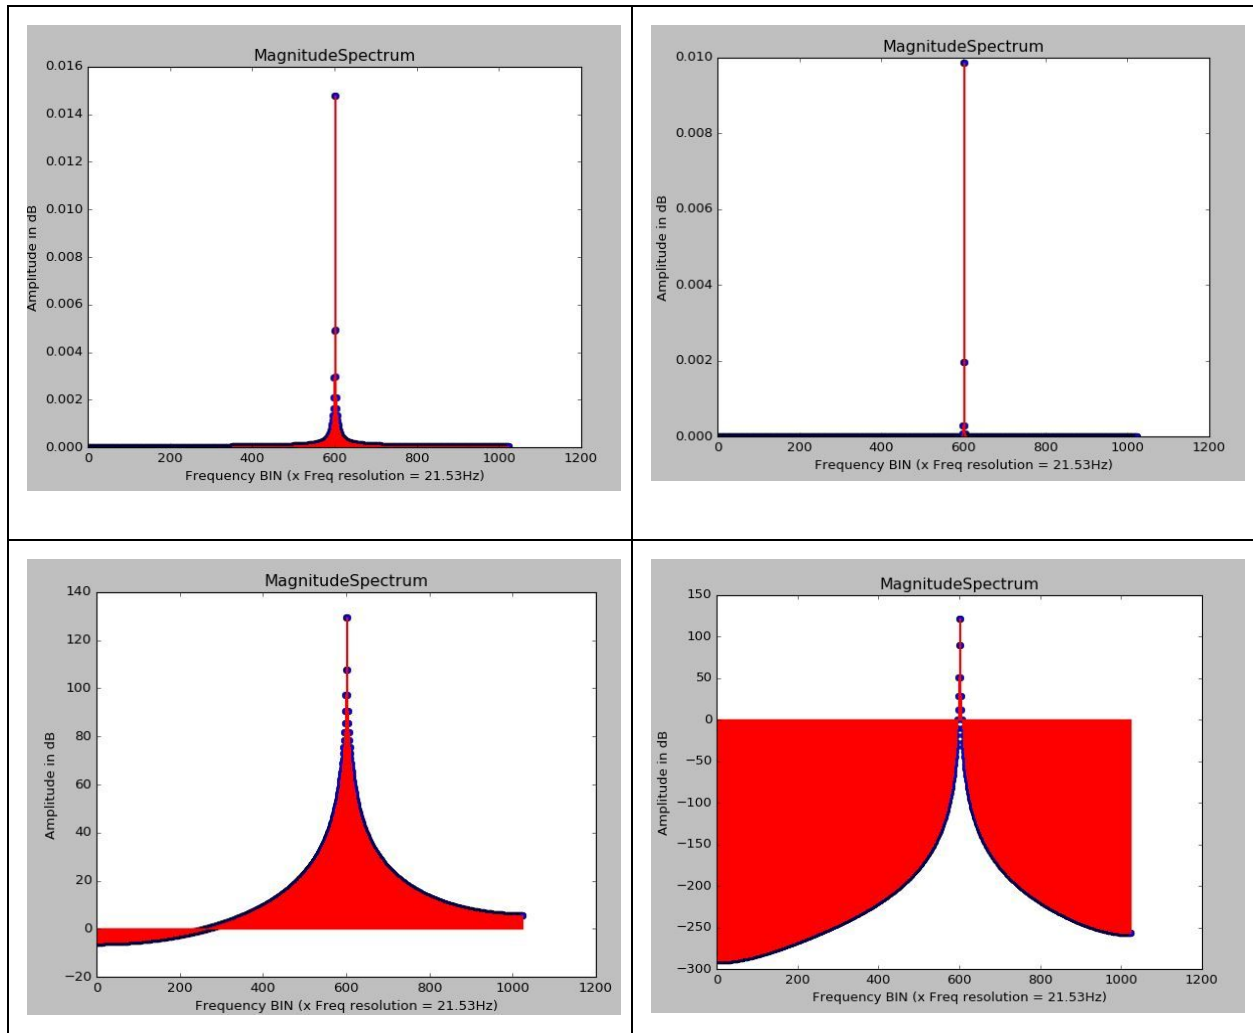 MagnitudeSpectrum
0.016
0.014
0.012
0.010
0.008
0.006
0.004
0.002
0.000
Amplitude in dB
0 200 400 600 800 1000 1200
Frequency BIN (x Freq resolution = 21.53Hz)
MagnitudeSpectrum
0.010
0.008
0.006
0.004
0.002
0.000
Amplitude in dB
0 200 400 600 800 1000 1200
Frequency BIN (x Freq resolution = 21.53Hz)
MagnitudeSpectrum
140
120
100
80
60
40
20
0
−20
Amplitude in dB
0 200 400 600 800 1000 1200
Frequency BIN (x Freq resolution = 21.53Hz)
MagnitudeSpectrum
150
100
50
0
−50
−100
−150
−200
−250
−300
Amplitude in dB
0 200 400 600 800 1000 1200
Frequency BIN (x Freq resolution = 21.53Hz)